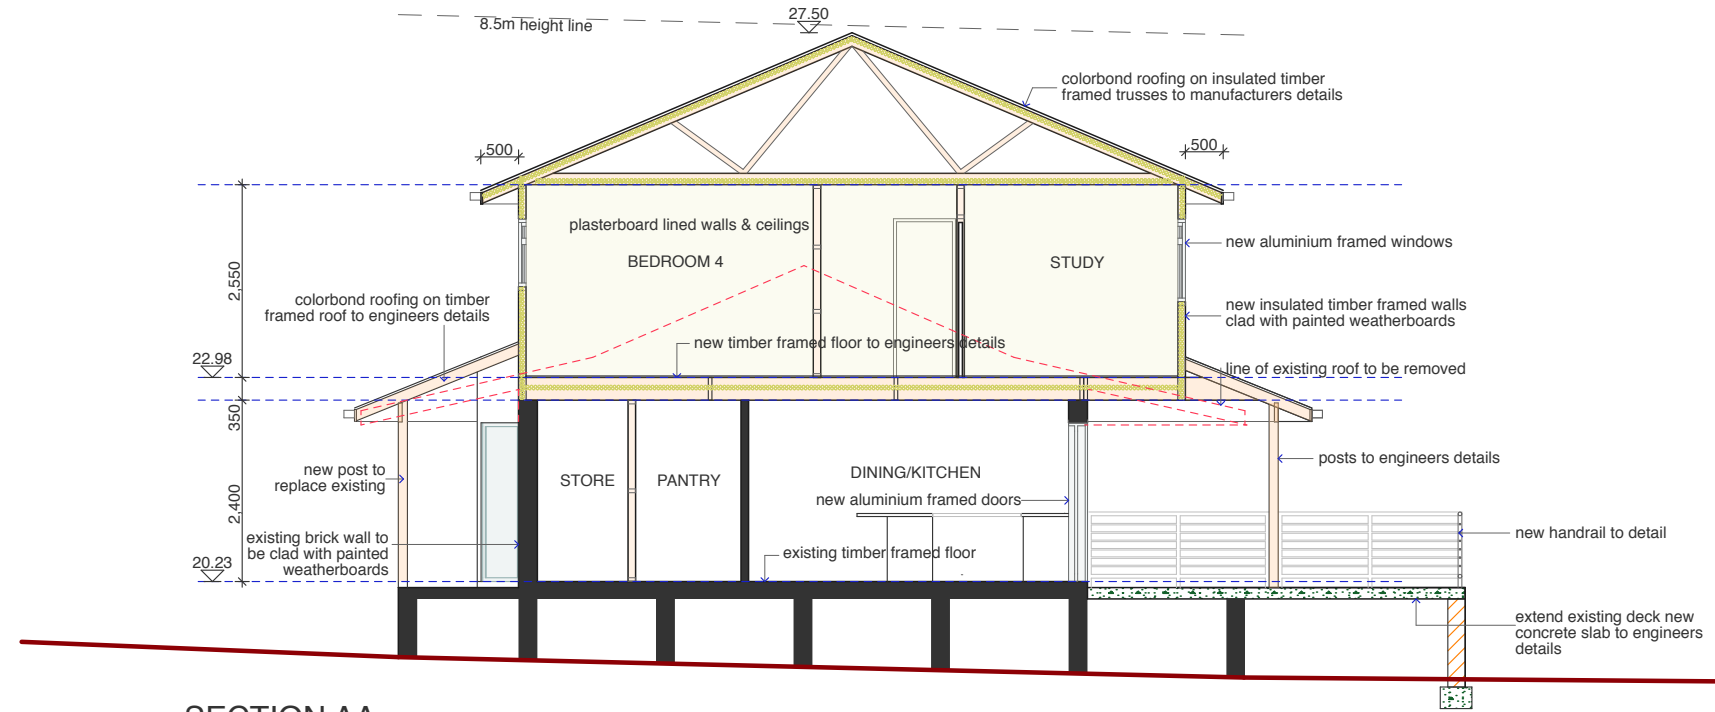 27.50
8.5m height line
colorbond roofing on insulated timber
framed trusses to manufacturers details
500
500
plasterboard lined walls & ceilings
BEDROOM 4
STUDY
new aluminium framed windows
2,550
colorbond roofing on timber
framed roof to engineers details
new insulated timber framed walls
clad with painted weatherboards
new timber framed floor to engineers details
22.98
line of existing roof to be removed
350
new post to
replace existing
STORE
PANTRY
DINING/KITCHEN
posts to engineers details
new aluminium framed doors
2,400
existing brick wall to
be clad with painted
weatherboards
existing timber framed floor
new handrail to detail
20.23
extend existing deck new
concrete slab to engineers
details
SECTION AA